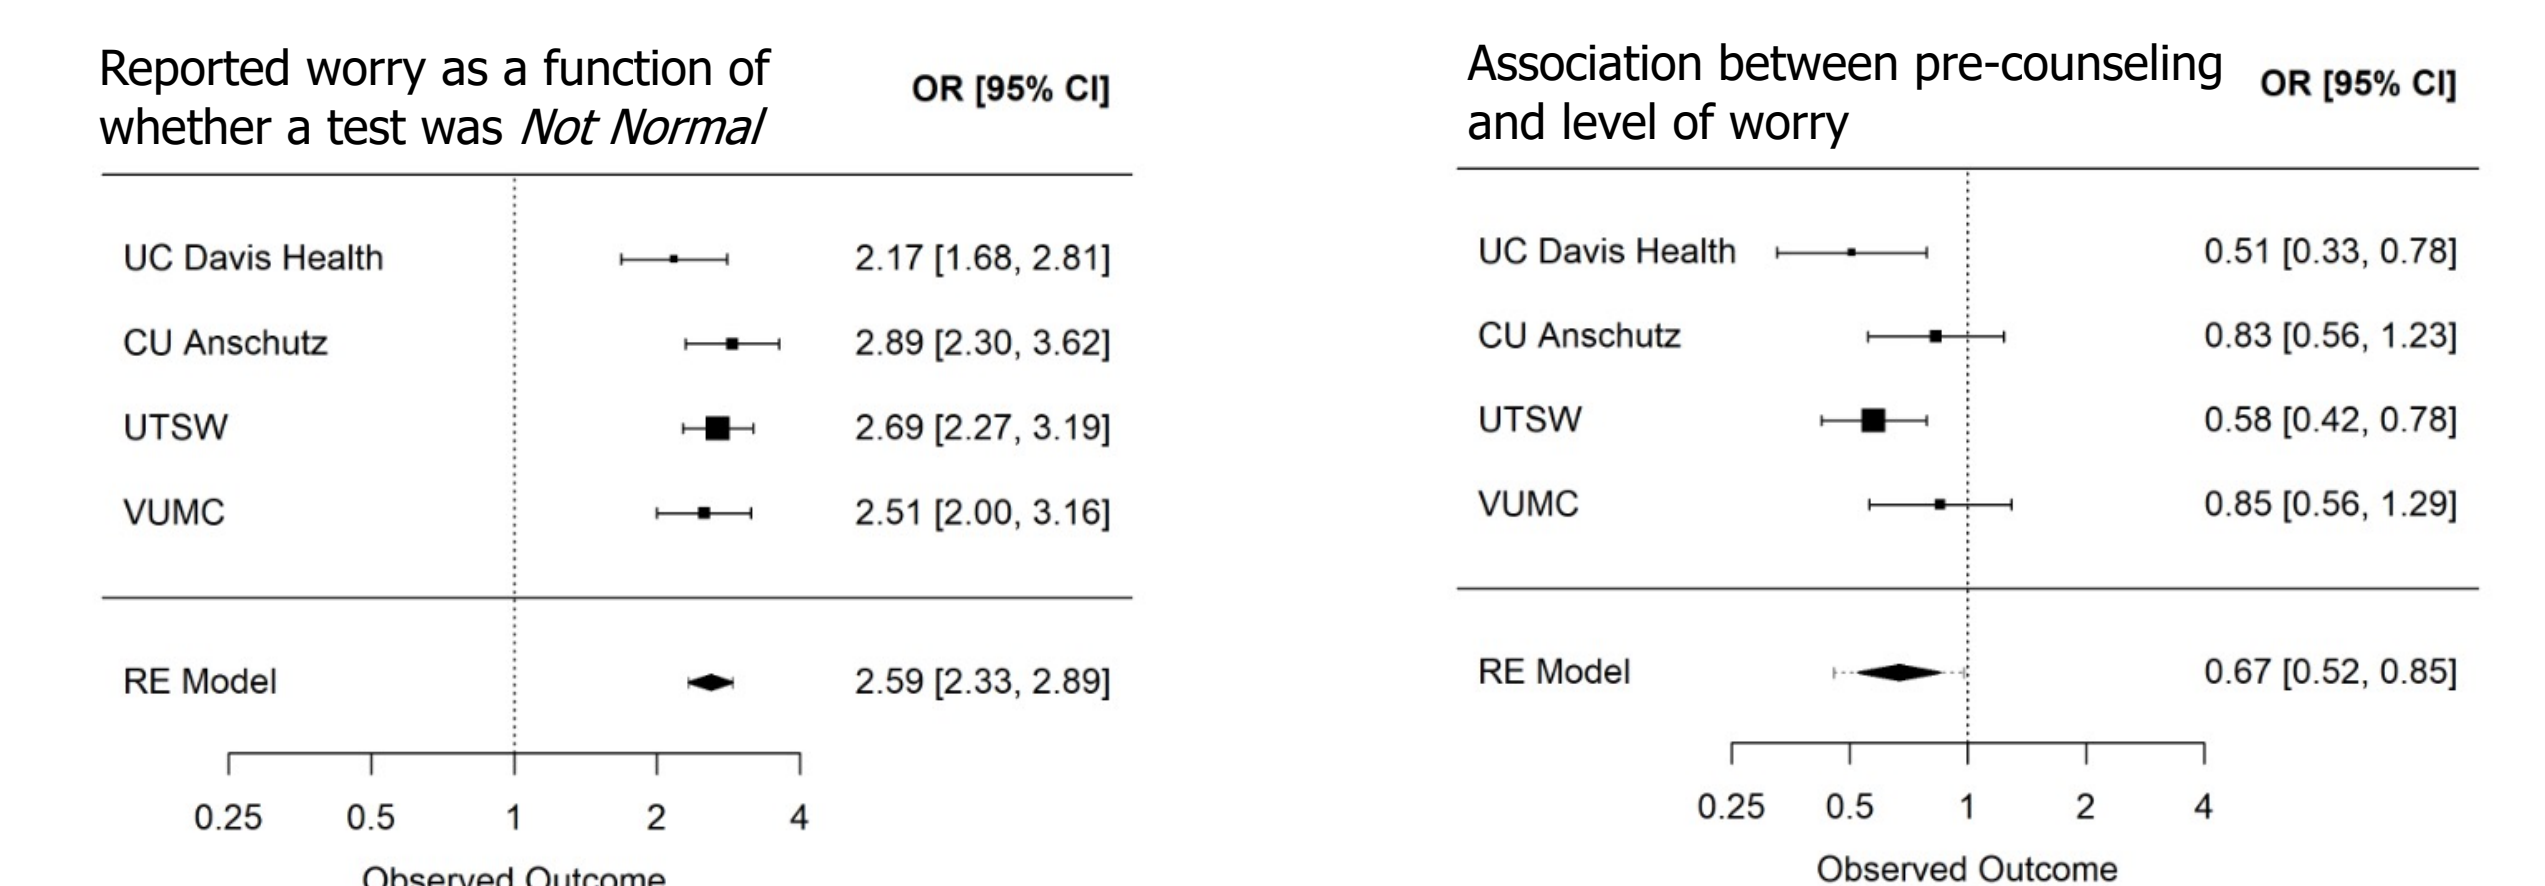 Reported worry as a function of
whether a test was Not Normal
OR [95% CI]
UC Davis Health 2.17 [1.68, 2.81]
CU Anschutz 2.89 [2.30, 3.62]
UTSW 2.69 [2.27, 3.19]
VUMC 2.51 [2.00, 3.16]
RE Model 2.59 [2.33, 2.89]
0.25 0.5 1 2 4
Observed Outcome
Association between pre-counseling
and level of worry
OR [95% CI]
UC Davis Health 0.51 [0.33, 0.78]
CU Anschutz 0.83 [0.56, 1.23]
UTSW 0.58 [0.42, 0.78]
VUMC 0.85 [0.56, 1.29]
RE Model 0.67 [0.52, 0.85]
0.25 0.5 1 2 4
Observed Outcome